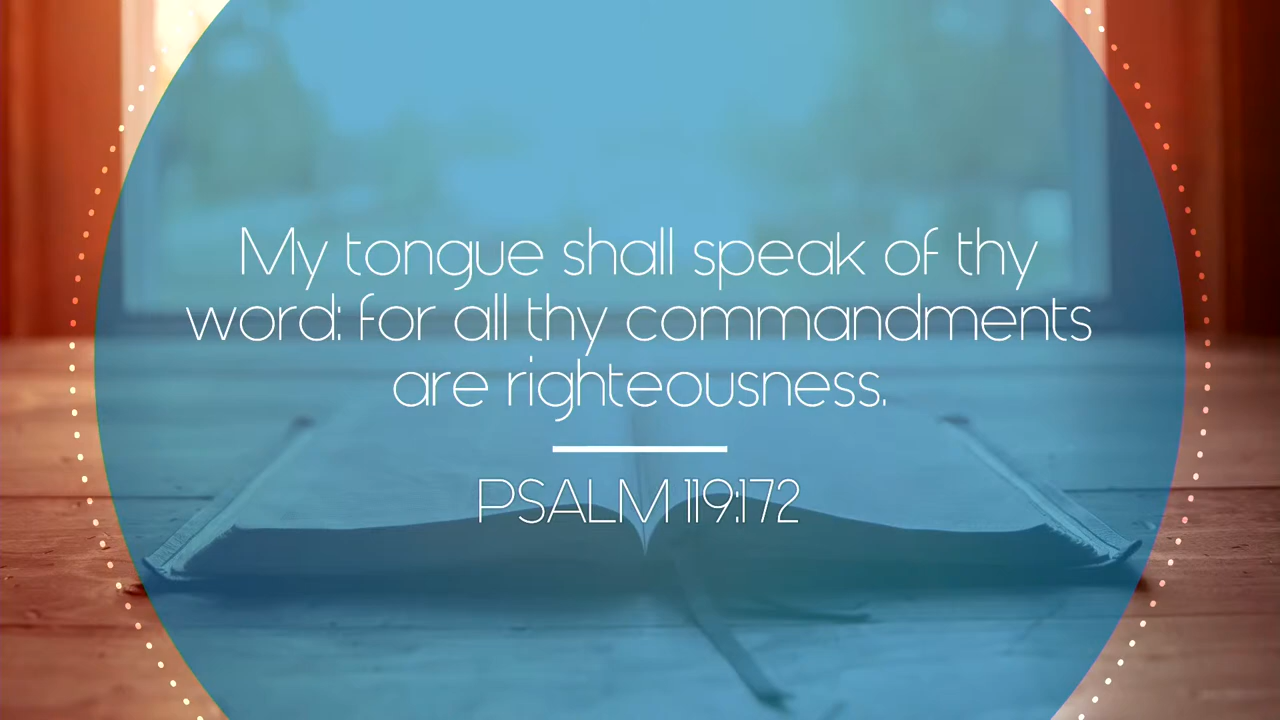 My tongue shall speak of thy
word: for all thy commandments
are righteousness.
PSALM 119:172